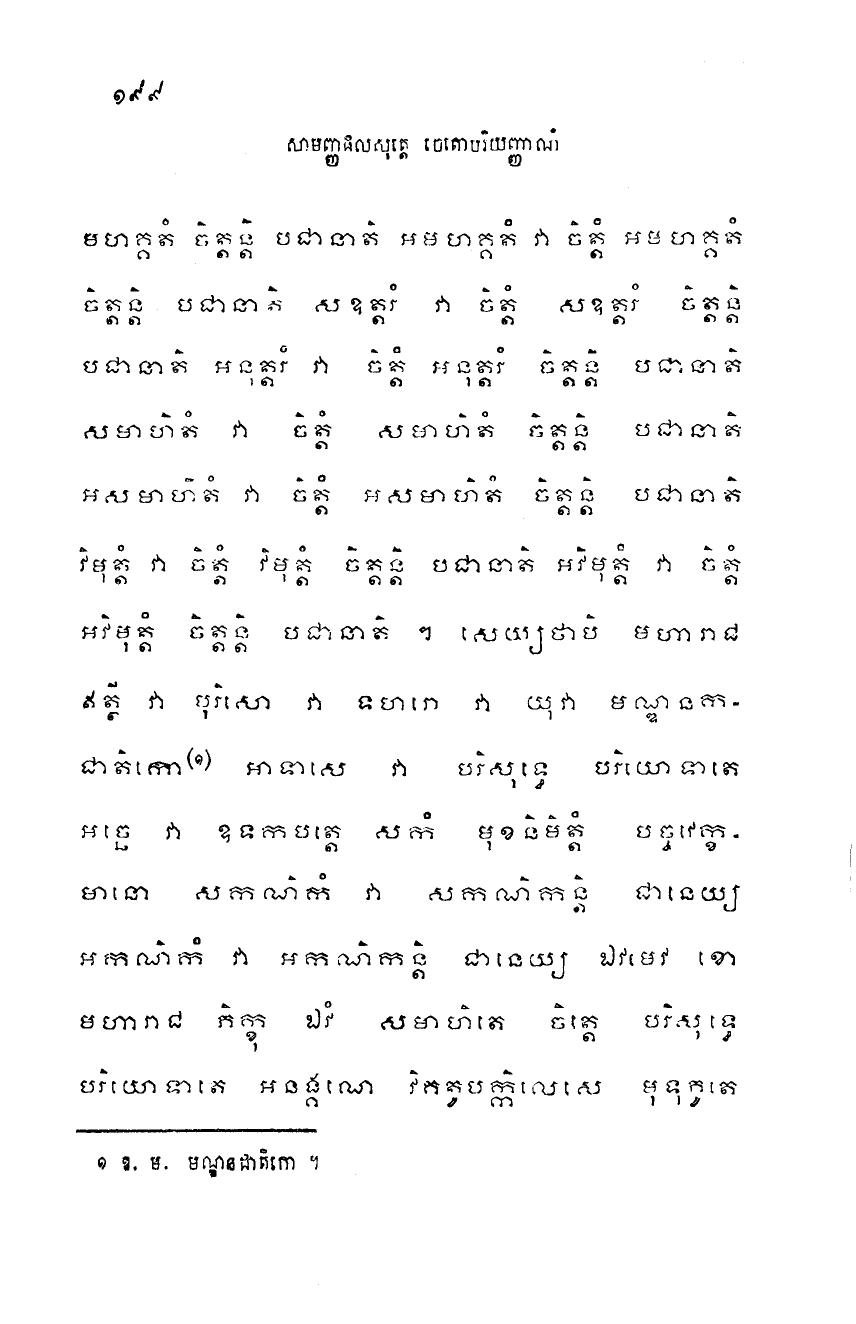 ១៩៩
សាមញ្ញផលសុត្តេ ចេតោបរិយញ្ញាណំ
មហគ្គតំ ចិត្តន្តិ បជានាតិ អមហគ្គតំ វា ចិត្តំ អមហគ្គតំ
ចិត្តន្តិ បជានាតិ សឧត្តរំ វា ចិត្តំ សឧត្តរំ ចិត្តន្តិ
បជានាតិ អនុត្តរំ វា ចិត្តំ អនុត្តរំ ចិត្តន្តិ បជានាតិ
សមាហិតំ វា ចិត្តំ សមាហិតំ ចិត្តន្តិ បជានាតិ
អសមាហិតំ វា ចិត្តំ អសមាហិតំ ចិត្តន្តិ បជានាតិ
វិមុត្តំ វា ចិត្តំ វិមុត្តំ ចិត្តន្តិ បជានាតិ អវិមុត្តំ វា ចិត្តំ
អវិមុត្តំ ចិត្តន្តិ បជានាតិ ។ សេយ្យថាបិ មហារាជ
ឥត្ថី វា បុរិសោ វា ទហរោ វា យុវា មណ្ឌនក-
ជាតិកោ(១) អាទាសេ វា បរិសុទ្ធេ បរិយោទាតេ
អច្ឆេ វា ឧទកបត្តេ សកំ មុខនិមិត្តំ បច្ចវេក្ខ-
មានោ សកណិកំ វា សកណិកន្តិ ជានេយ្យ
អកណិកំ វា អកណិកន្តិ ជានេយ្យ ឯវមេវ ខោ
មហារាជ ភិក្ខុ ឯវំ សមាហិតេ ចិត្តេ បរិសុទ្ធេ
បរិយោទាតេ អនង្គណេ វិគតូបក្កិលេសេ មុទុភូតេ
១ ឱ. ម. មណ្ឌនជាតិកោ ។